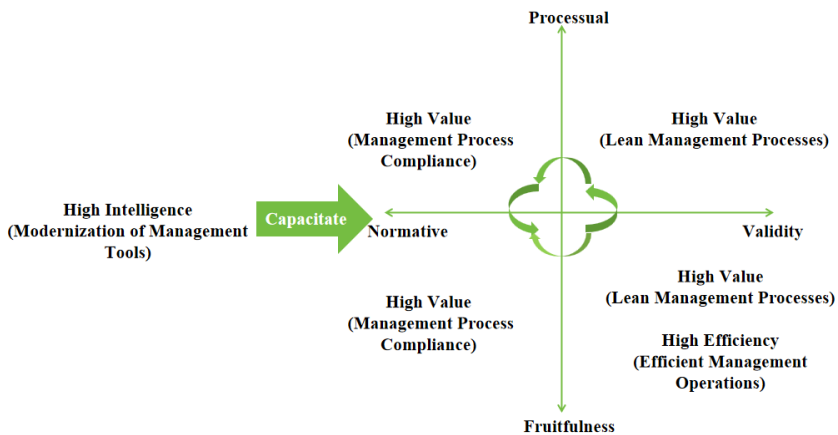 Processual
High Value
(Management Process
Compliance)
High Value
(Lean Management Processes)
High Intelligence
(Modernization of Management
Tools)
Capacitate
Normative
Validity
High Value
(Management Process
Compliance)
High Value
(Lean Management Processes)
High Efficiency
(Efficient Management
Operations)
Fruitfulness